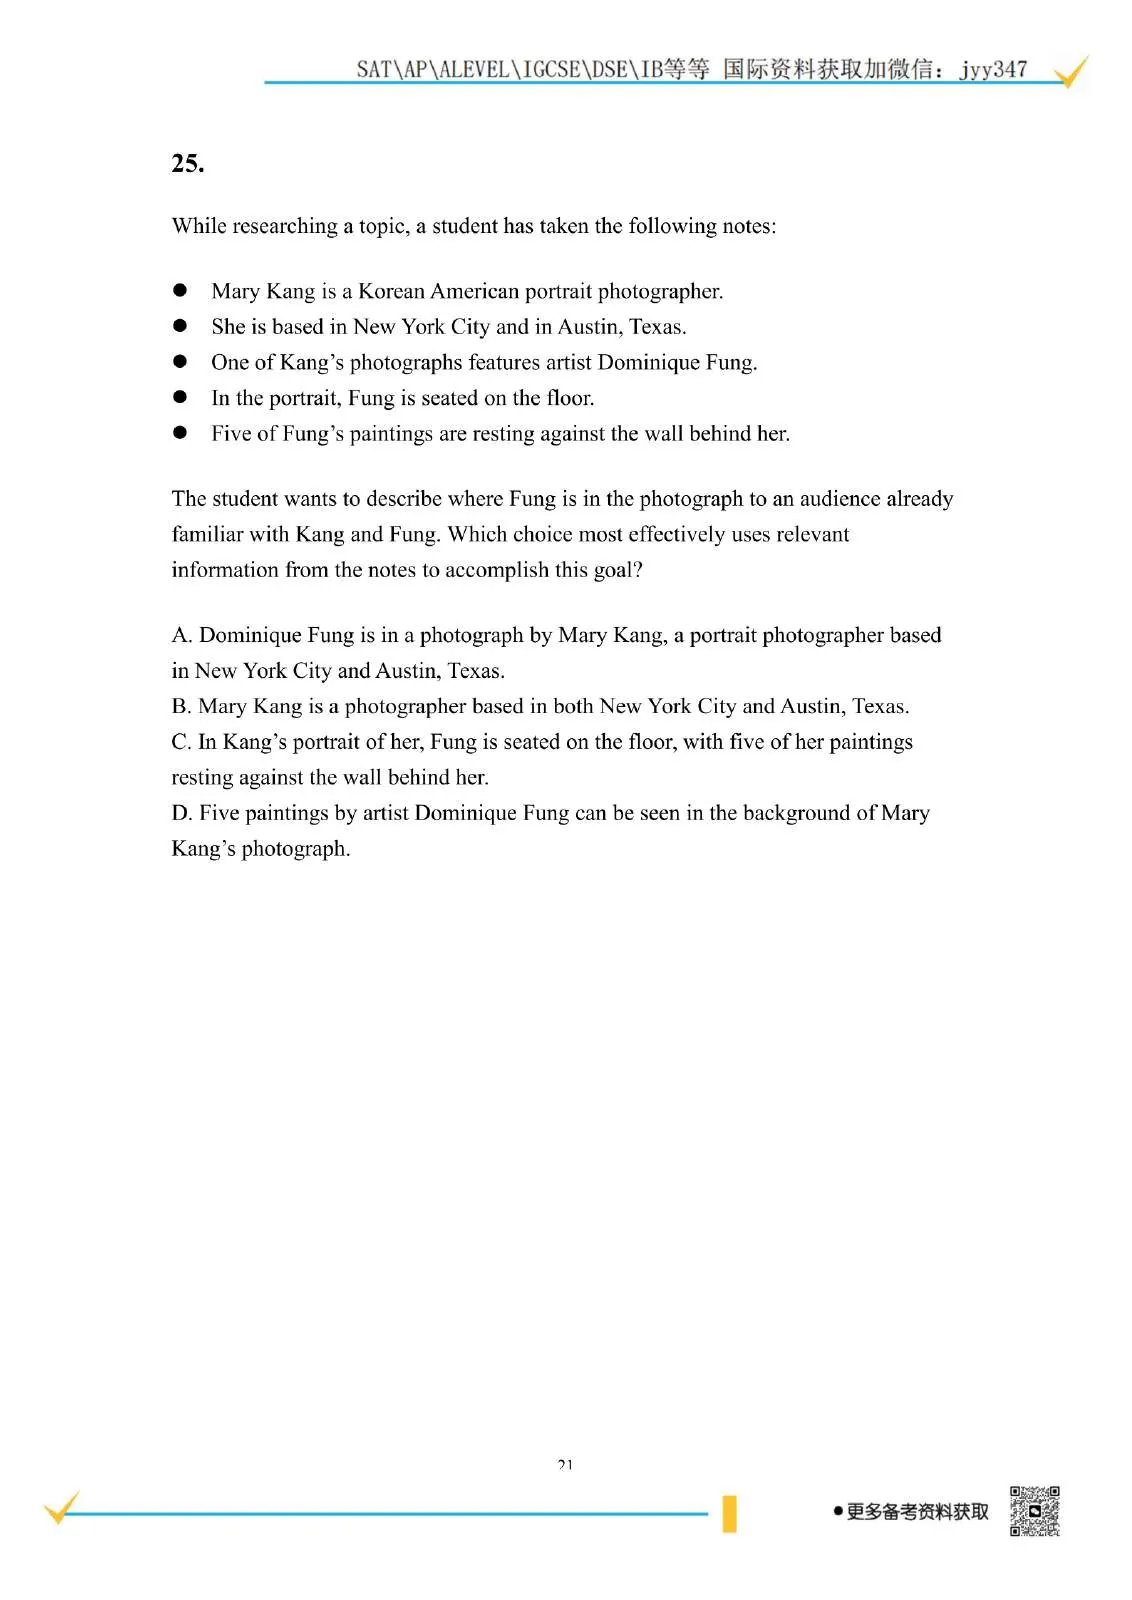 SAT\AP\ALEVEL\IGCSE\DSE\IB等等 国际资料获取加微信：jyy347
25.
While researching a topic, a student has taken the following notes:
● Mary Kang is a Korean American portrait photographer.
● She is based in New York City and in Austin, Texas.
● One of Kang’s photographs features artist Dominique Fung.
● In the portrait, Fung is seated on the floor.
● Five of Fung’s paintings are resting against the wall behind her.
The student wants to describe where Fung is in the photograph to an audience already
familiar with Kang and Fung. Which choice most effectively uses relevant
information from the notes to accomplish this goal?
A. Dominique Fung is in a photograph by Mary Kang, a portrait photographer based
in New York City and Austin, Texas.
B. Mary Kang is a photographer based in both New York City and Austin, Texas.
C. In Kang’s portrait of her, Fung is seated on the floor, with five of her paintings
resting against the wall behind her.
D. Five paintings by artist Dominique Fung can be seen in the background of Mary
Kang’s photograph.
21
●更多备考资料获取